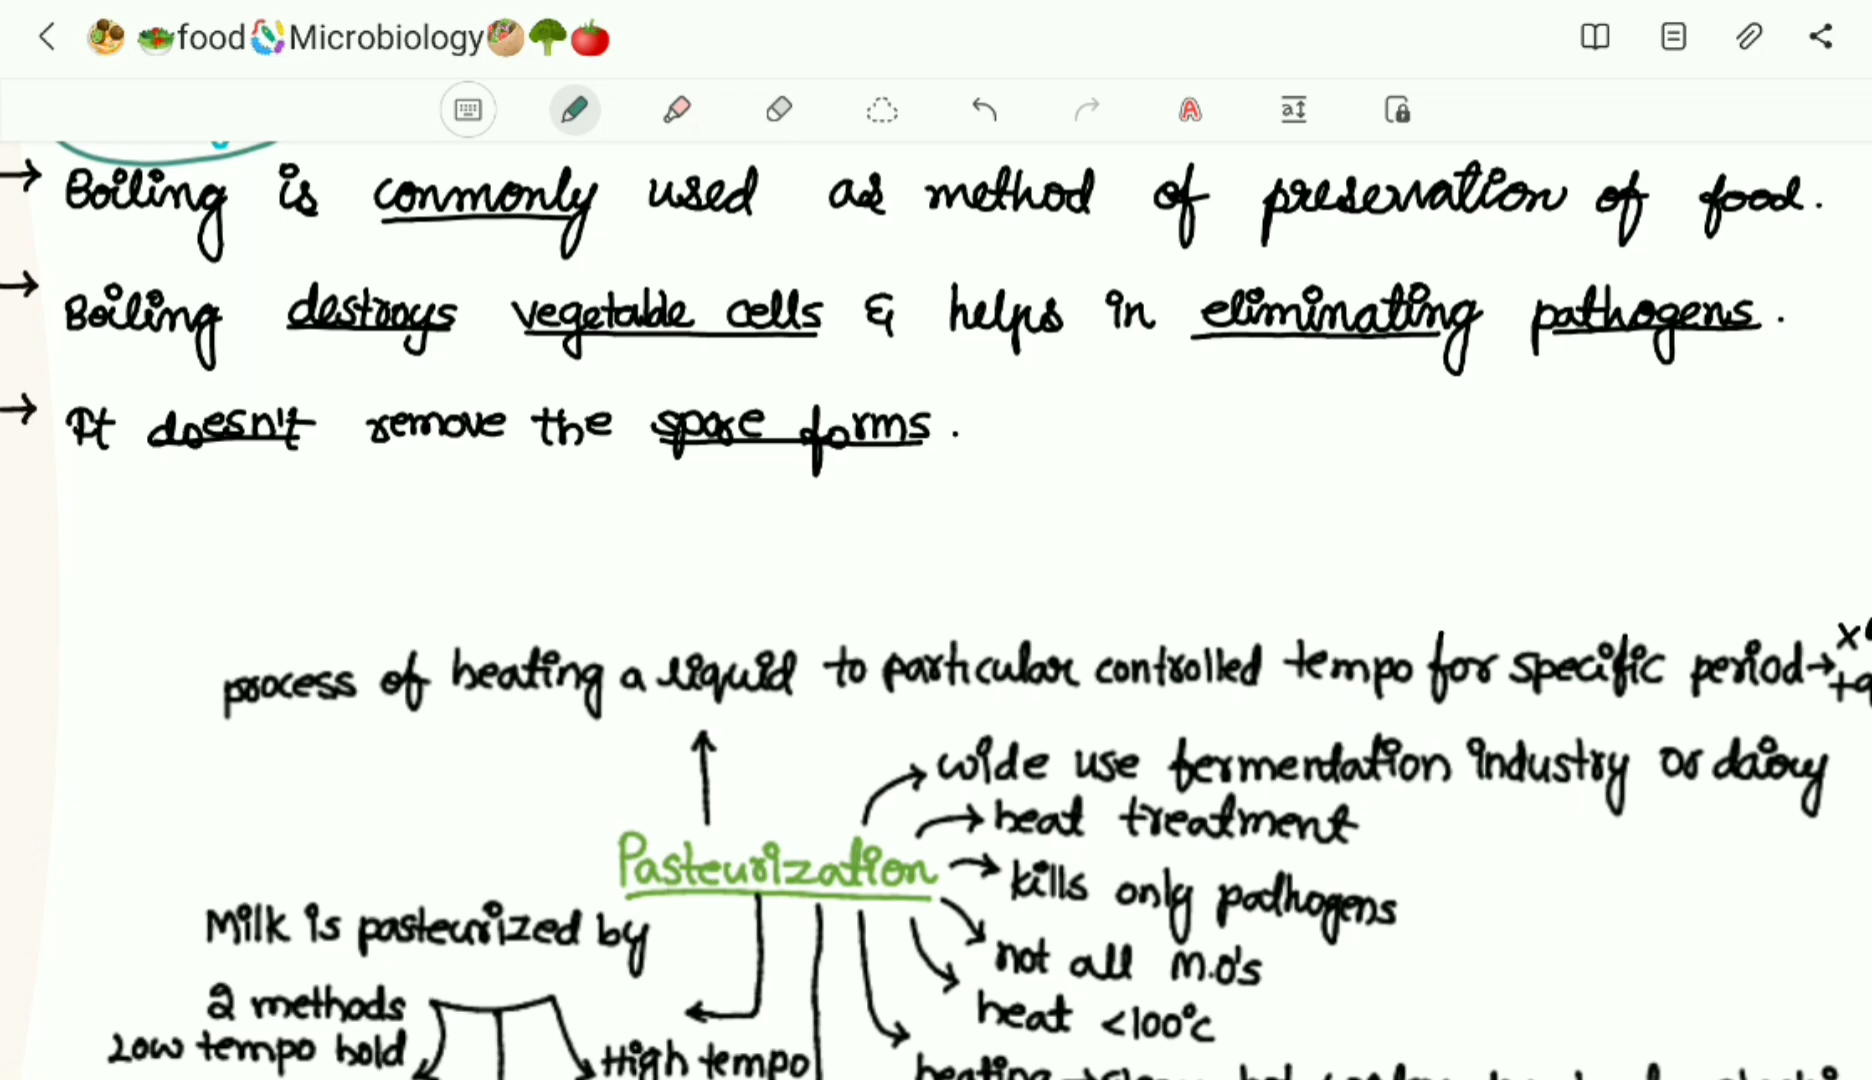 food Microbiology
→ Boiling is conmonly used as method of preservation of food.
→ Boiling destroys vegetable cells & helps in eliminating pathogens.
→ It doesn't remove the spore forms.
process of heating a liquid to particular controlled tempo for specific period→
→ wide use fermentation industry or dairy
→ heat treatment
Pasteurization
→ kills only pathogens
Milk is pasteurized by
not all M.O's
2 methods
heat <100°C
Low tempo hold
High tempo
heating →